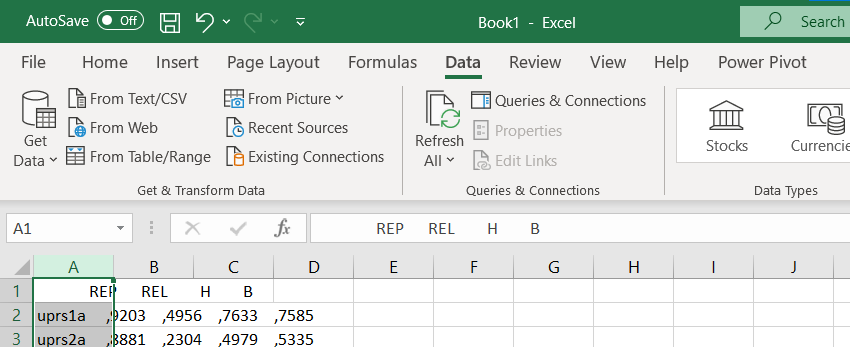 AutoSave Off Book1 - Excel Search
File Home Insert Page Layout Formulas Data Review View Help Power Pivot
From Text/CSV From Picture Queries & Connections
Get Data From Web Recent Sources Refresh All Properties Stocks
From Table/Range Existing Connections Edit Links
Get & Transform Data Queries & Connections Data Types
A1 fx REP REL H B
A B C D E F G H I J
1 REP REL H B
2 uprs1a ,9203 ,4956 ,7633 ,7585
3 uprs2a ,8881 ,2304 ,4979 ,5335